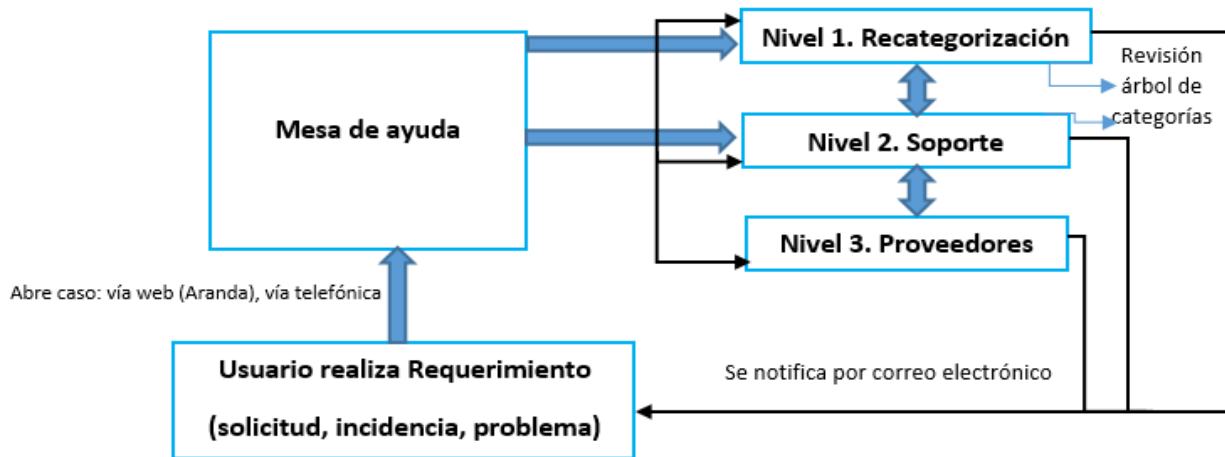 Nivel 1. Recategorización
Revisión
árbol de
categorías
Mesa de ayuda
Nivel 2. Soporte
Nivel 3. Proveedores
Abre caso: vía web (Aranda), vía telefónica
Usuario realiza Requerimiento
(solicitud, incidencia, problema)
Se notifica por correo electrónico